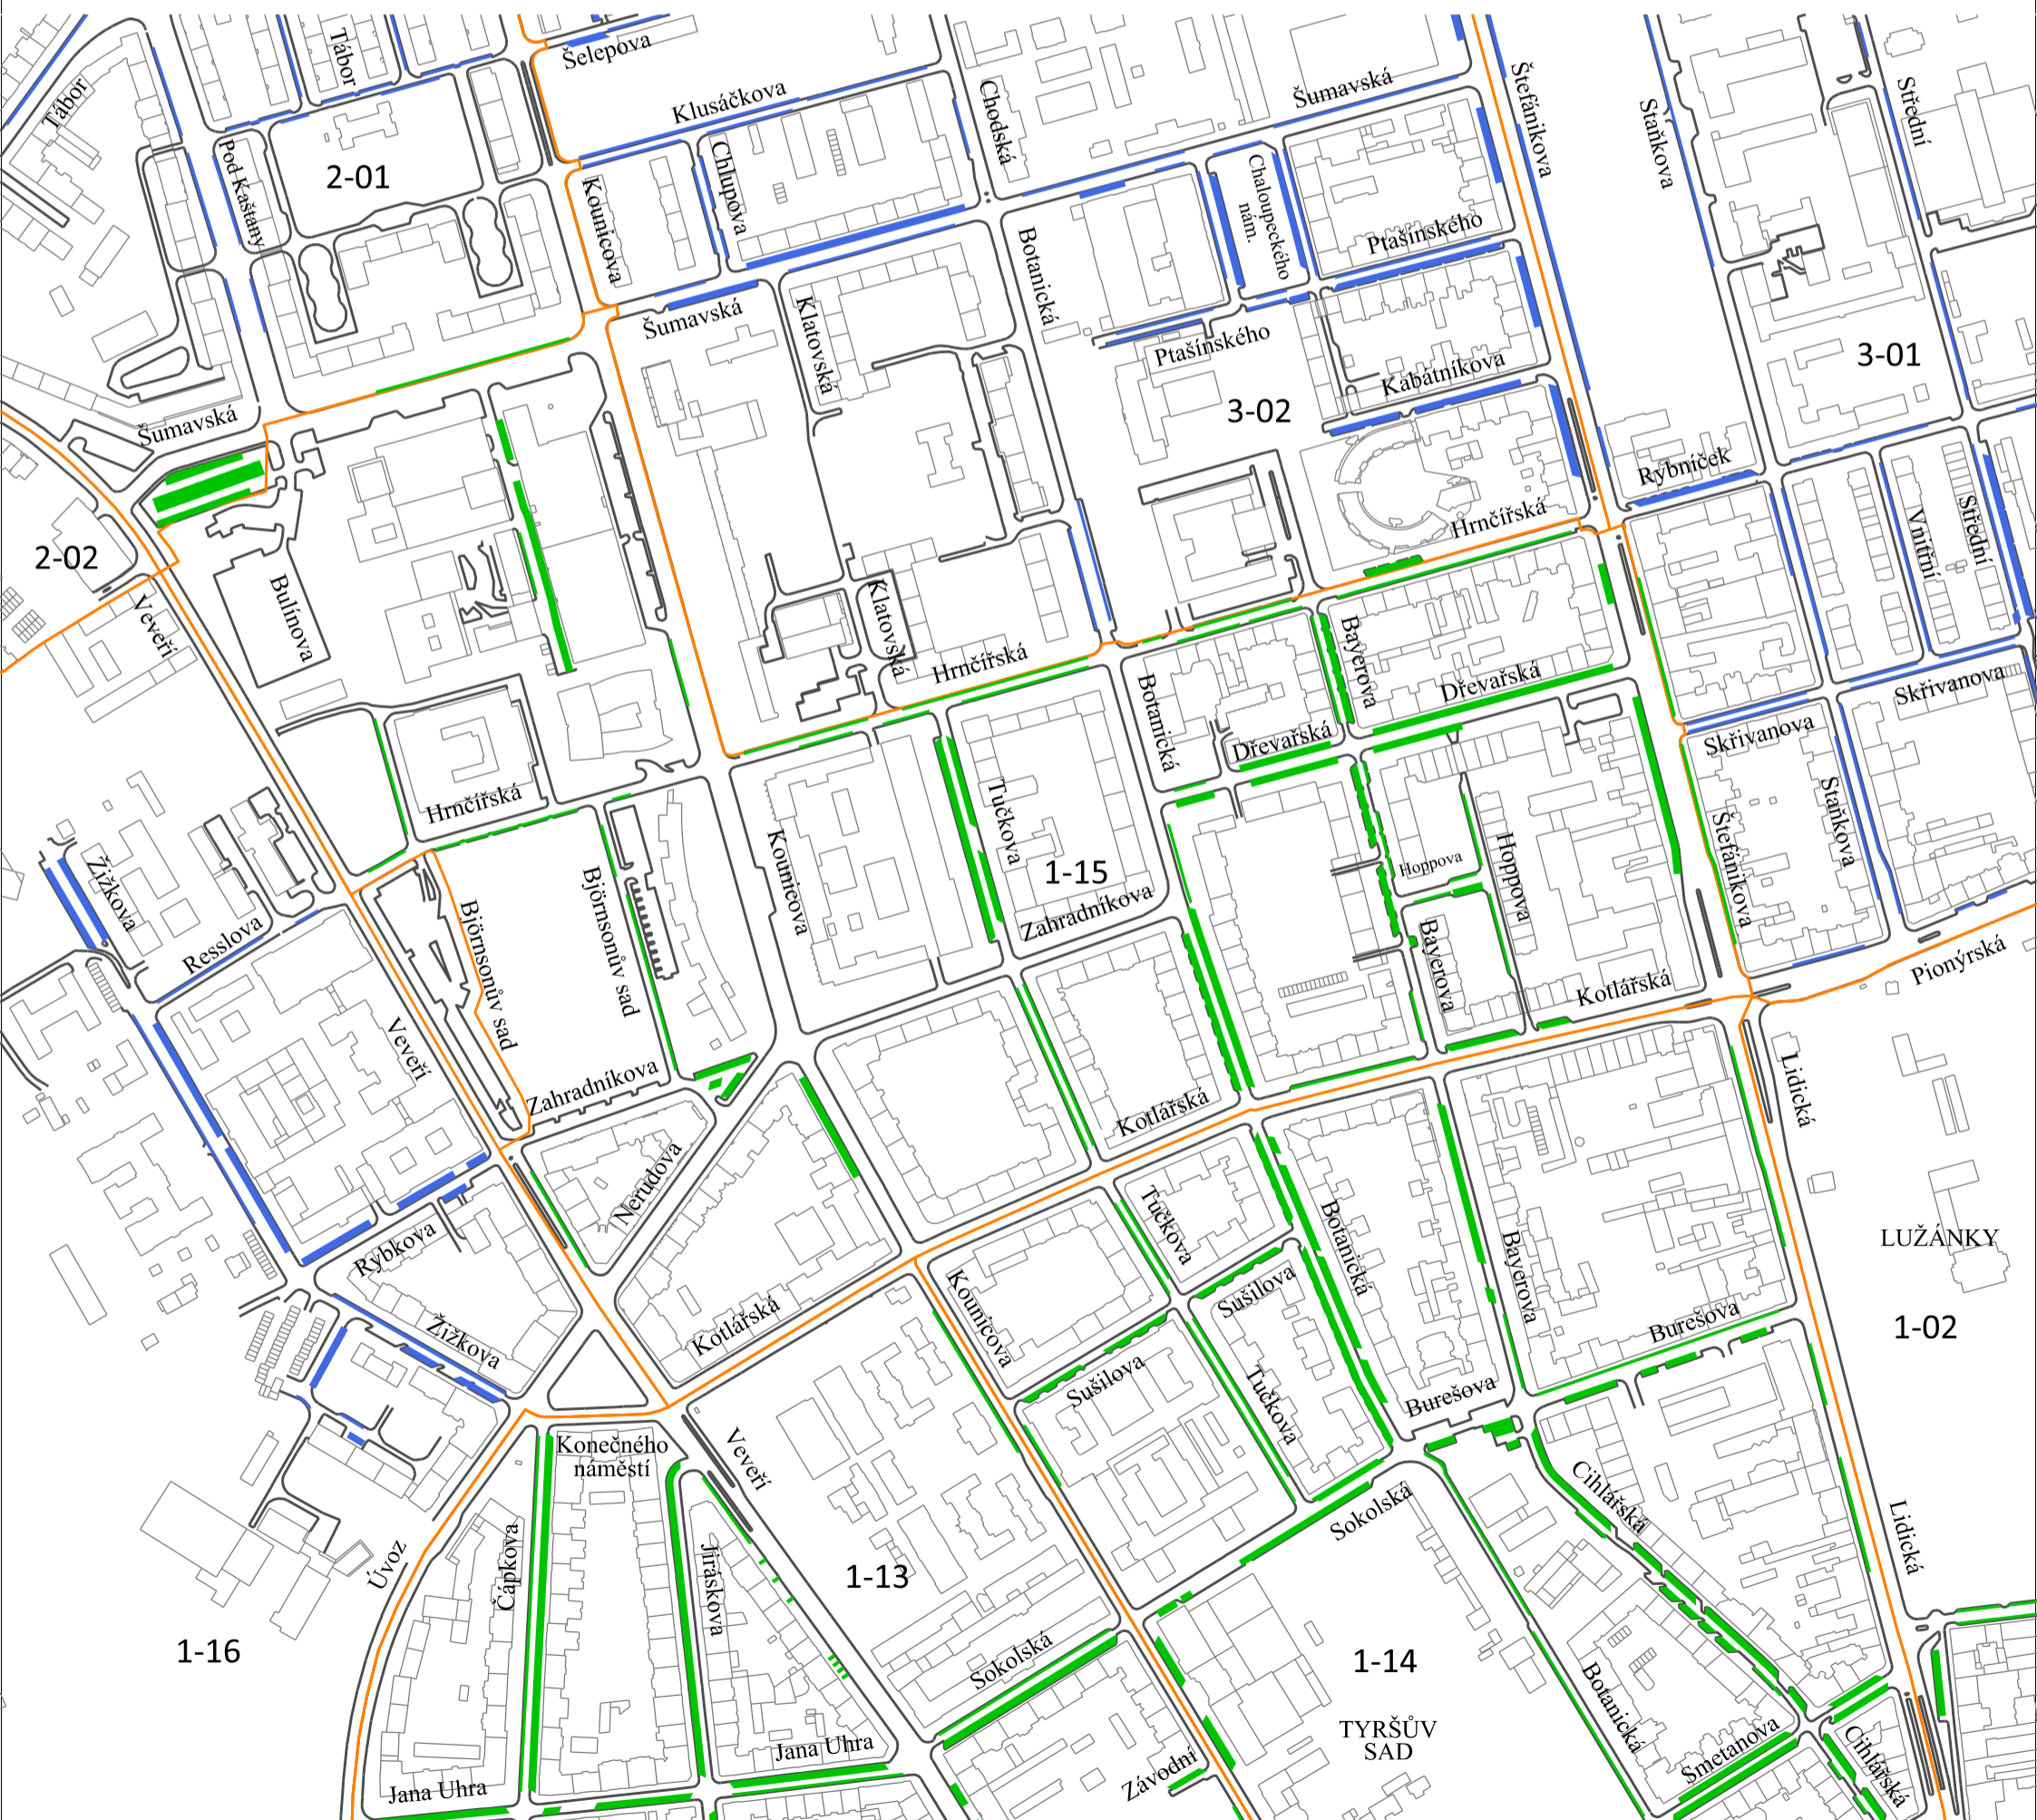 Šelepova
Tábor
Tábor
Klusáčkova
Chodská
Šumavská
Štefánikova
Staňkova
Střední
Pod Kaštany
2-01
Kounicova
Chlupova
Chaloupeckého
nám.
Ptašínského
Botanická
Šumavská
Klatovská
Ptašínského
Kabátníkova
3-01
Šumavská
3-02
Rybníček
Hrnčířská
Vnitřní
Střední
2-02
Veveří
Bulínova
Klatovská
Hrnčířská
Botanická
Bayerova
Dřevařská
Dřevařská
Skřivanova
Skřivanova
Hrnčířská
Tučkova
Kounicova
Staňkova
Štefánikova
Žižkova
Resslova
Björnsonův sad
Björnsonův sad
1-15
Zahradníkova
Hoppova
Hoppova
Bayerova
Kotlářská
Pionýrská
Veveří
Zahradníkova
Kotlářská
Lidická
Nerudova
Rybkova
Tučkova
Botanická
Bayerova
LUŽÁNKY
Sušilova
Kounicova
Žižkova
Kotlářská
Burešova
1-02
Sušilova
Tučkova
Burešova
Konečného
náměstí
Veveří
Cihlářská
Sokolská
Lidická
Úvoz
Čápkova
Jiráskova
1-13
1-16
Sokolská
1-14
Botanická
TYRŠŮV
SAD
Jana Uhra
Jana Uhra
Závodní
Smetanova
Cihlářská